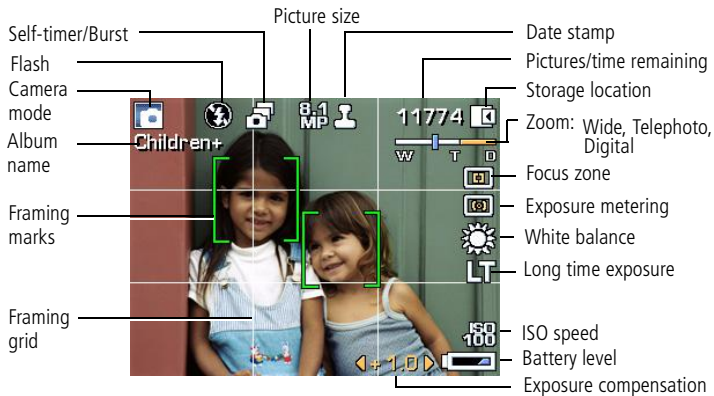 Picture size
Self-timer/Burst
Date stamp
Flash
Pictures/time remaining
Camera
mode
Storage location
8.1
MP
11774
Zoom: Wide, Telephoto,
Digital
Album
name
Children+
W T D
Focus zone
Framing
marks
Exposure metering
White balance
LT
Long time exposure
Framing
grid
ISO
100
ISO speed
+1.0
Battery level
Exposure compensation